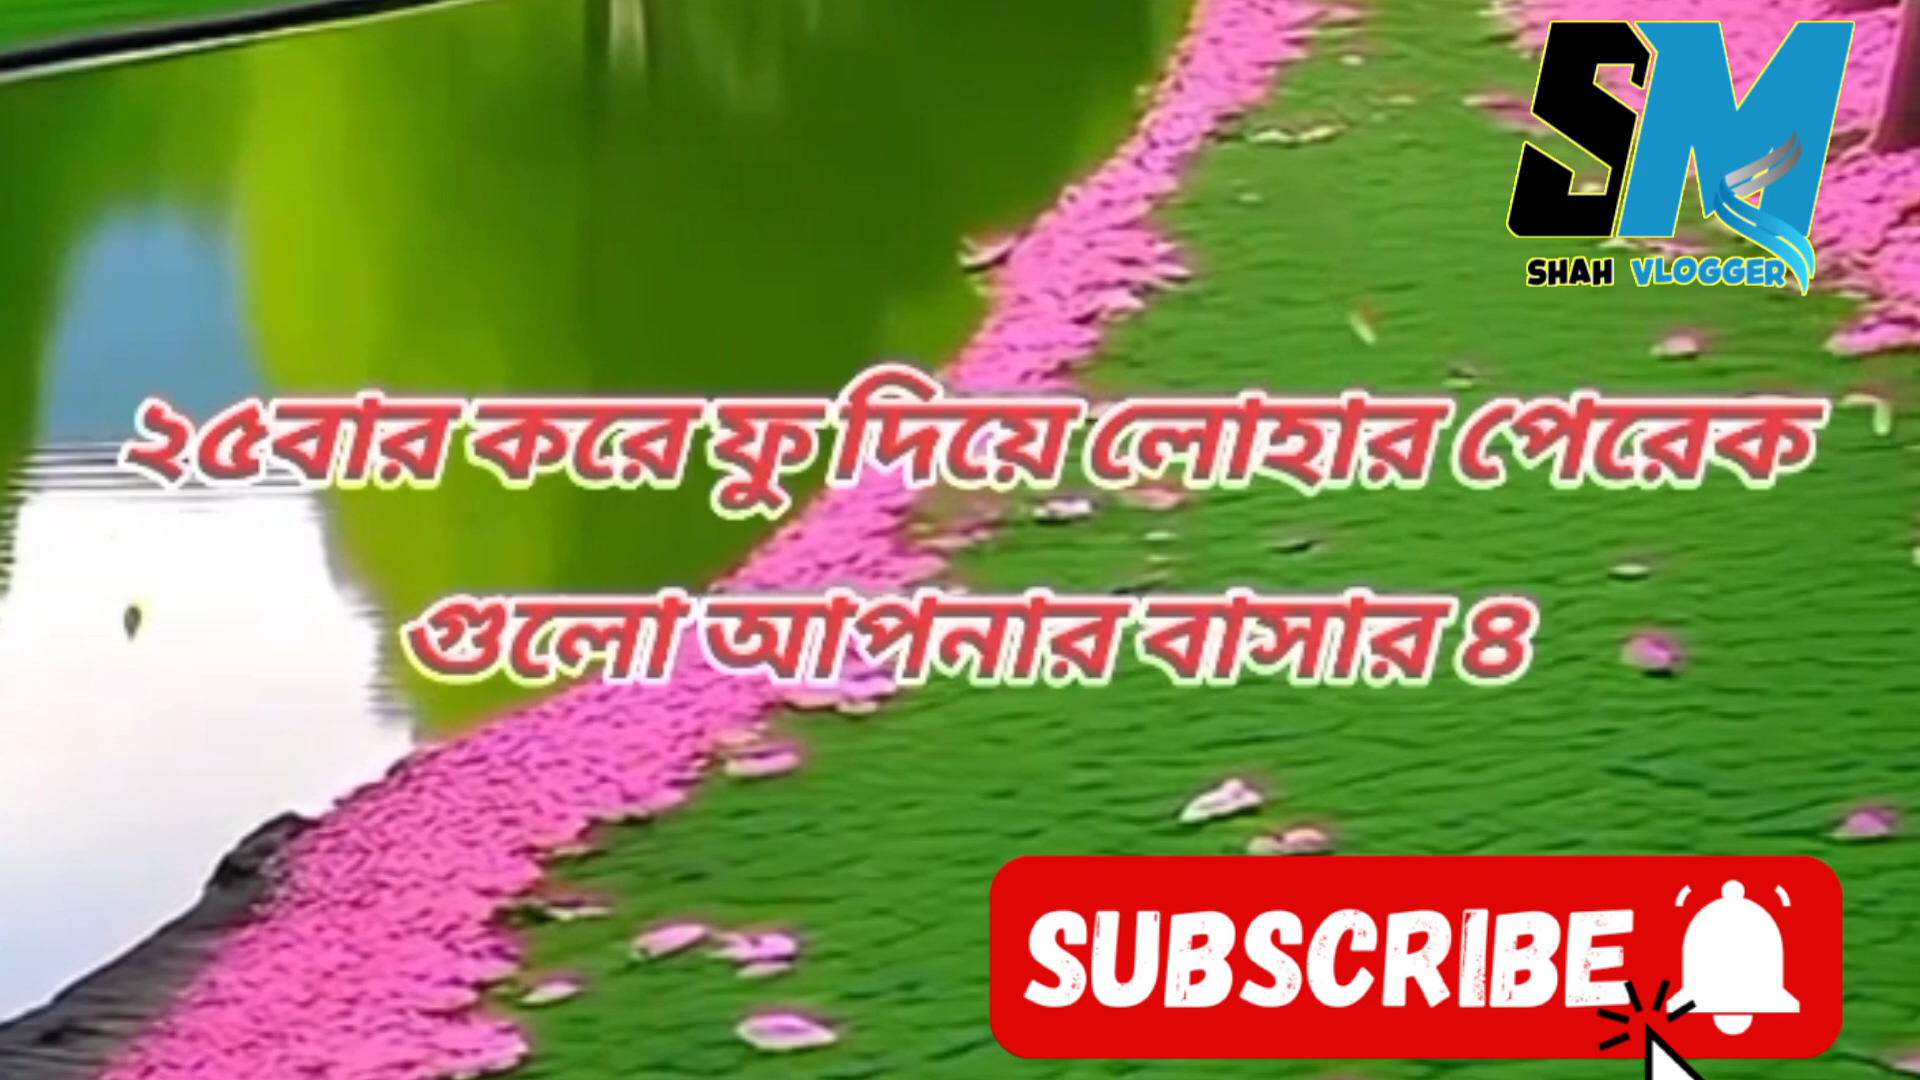 SM
SHAH VLOGGER
২৫বার করে ফু দিয়ে লোহার পেরেক
গুলো আপনার বাসার ৪
SUBSCRIBE